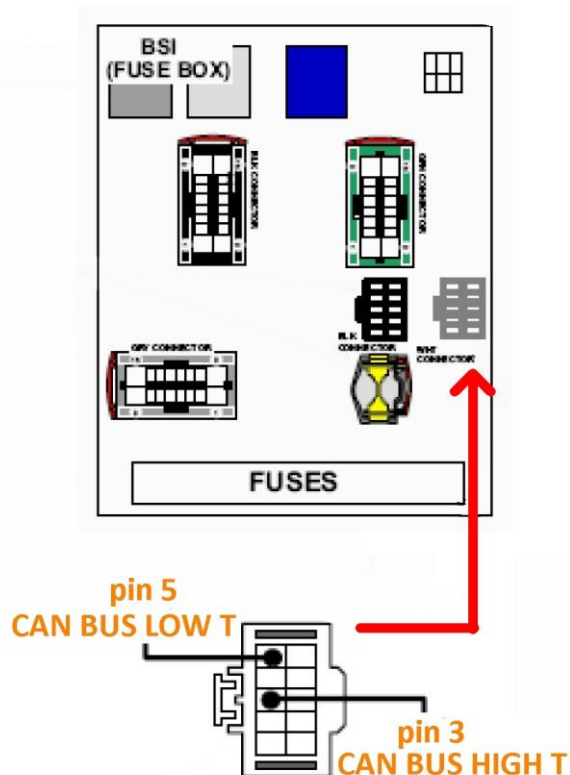 BSI
(FUSE BOX)
BLK CONNECTOR
GRN CONNECTOR
GRY CONNECTOR
BLK
CONNECTOR
WHT
CONNECTOR
FUSES
pin 5
CAN BUS LOW T
pin 3
CAN BUS HIGH T